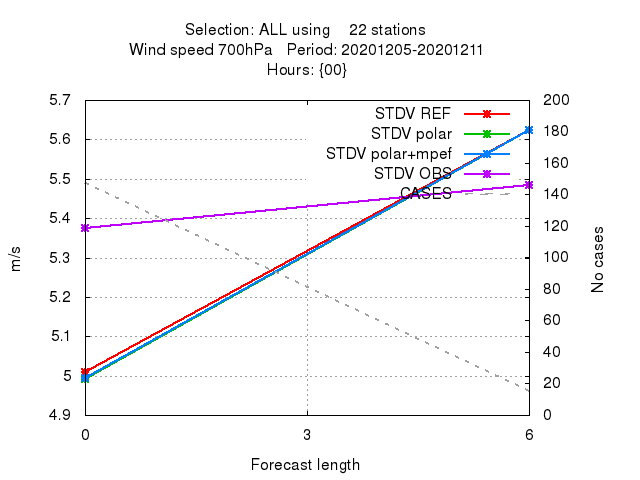 Selection: ALL using    22 stations
Wind speed 700hPa   Period: 20201205-20201211
Hours: {00}
5.7
5.6
5.5
5.4
5.3
5.2
5.1
5
4.9
200
180
160
140
120
100
80
60
40
20
0
STDV REF
STDV polar
STDV polar+mpef
STDV OBS
CASES
m/s
No cases
0
3
6
Forecast length